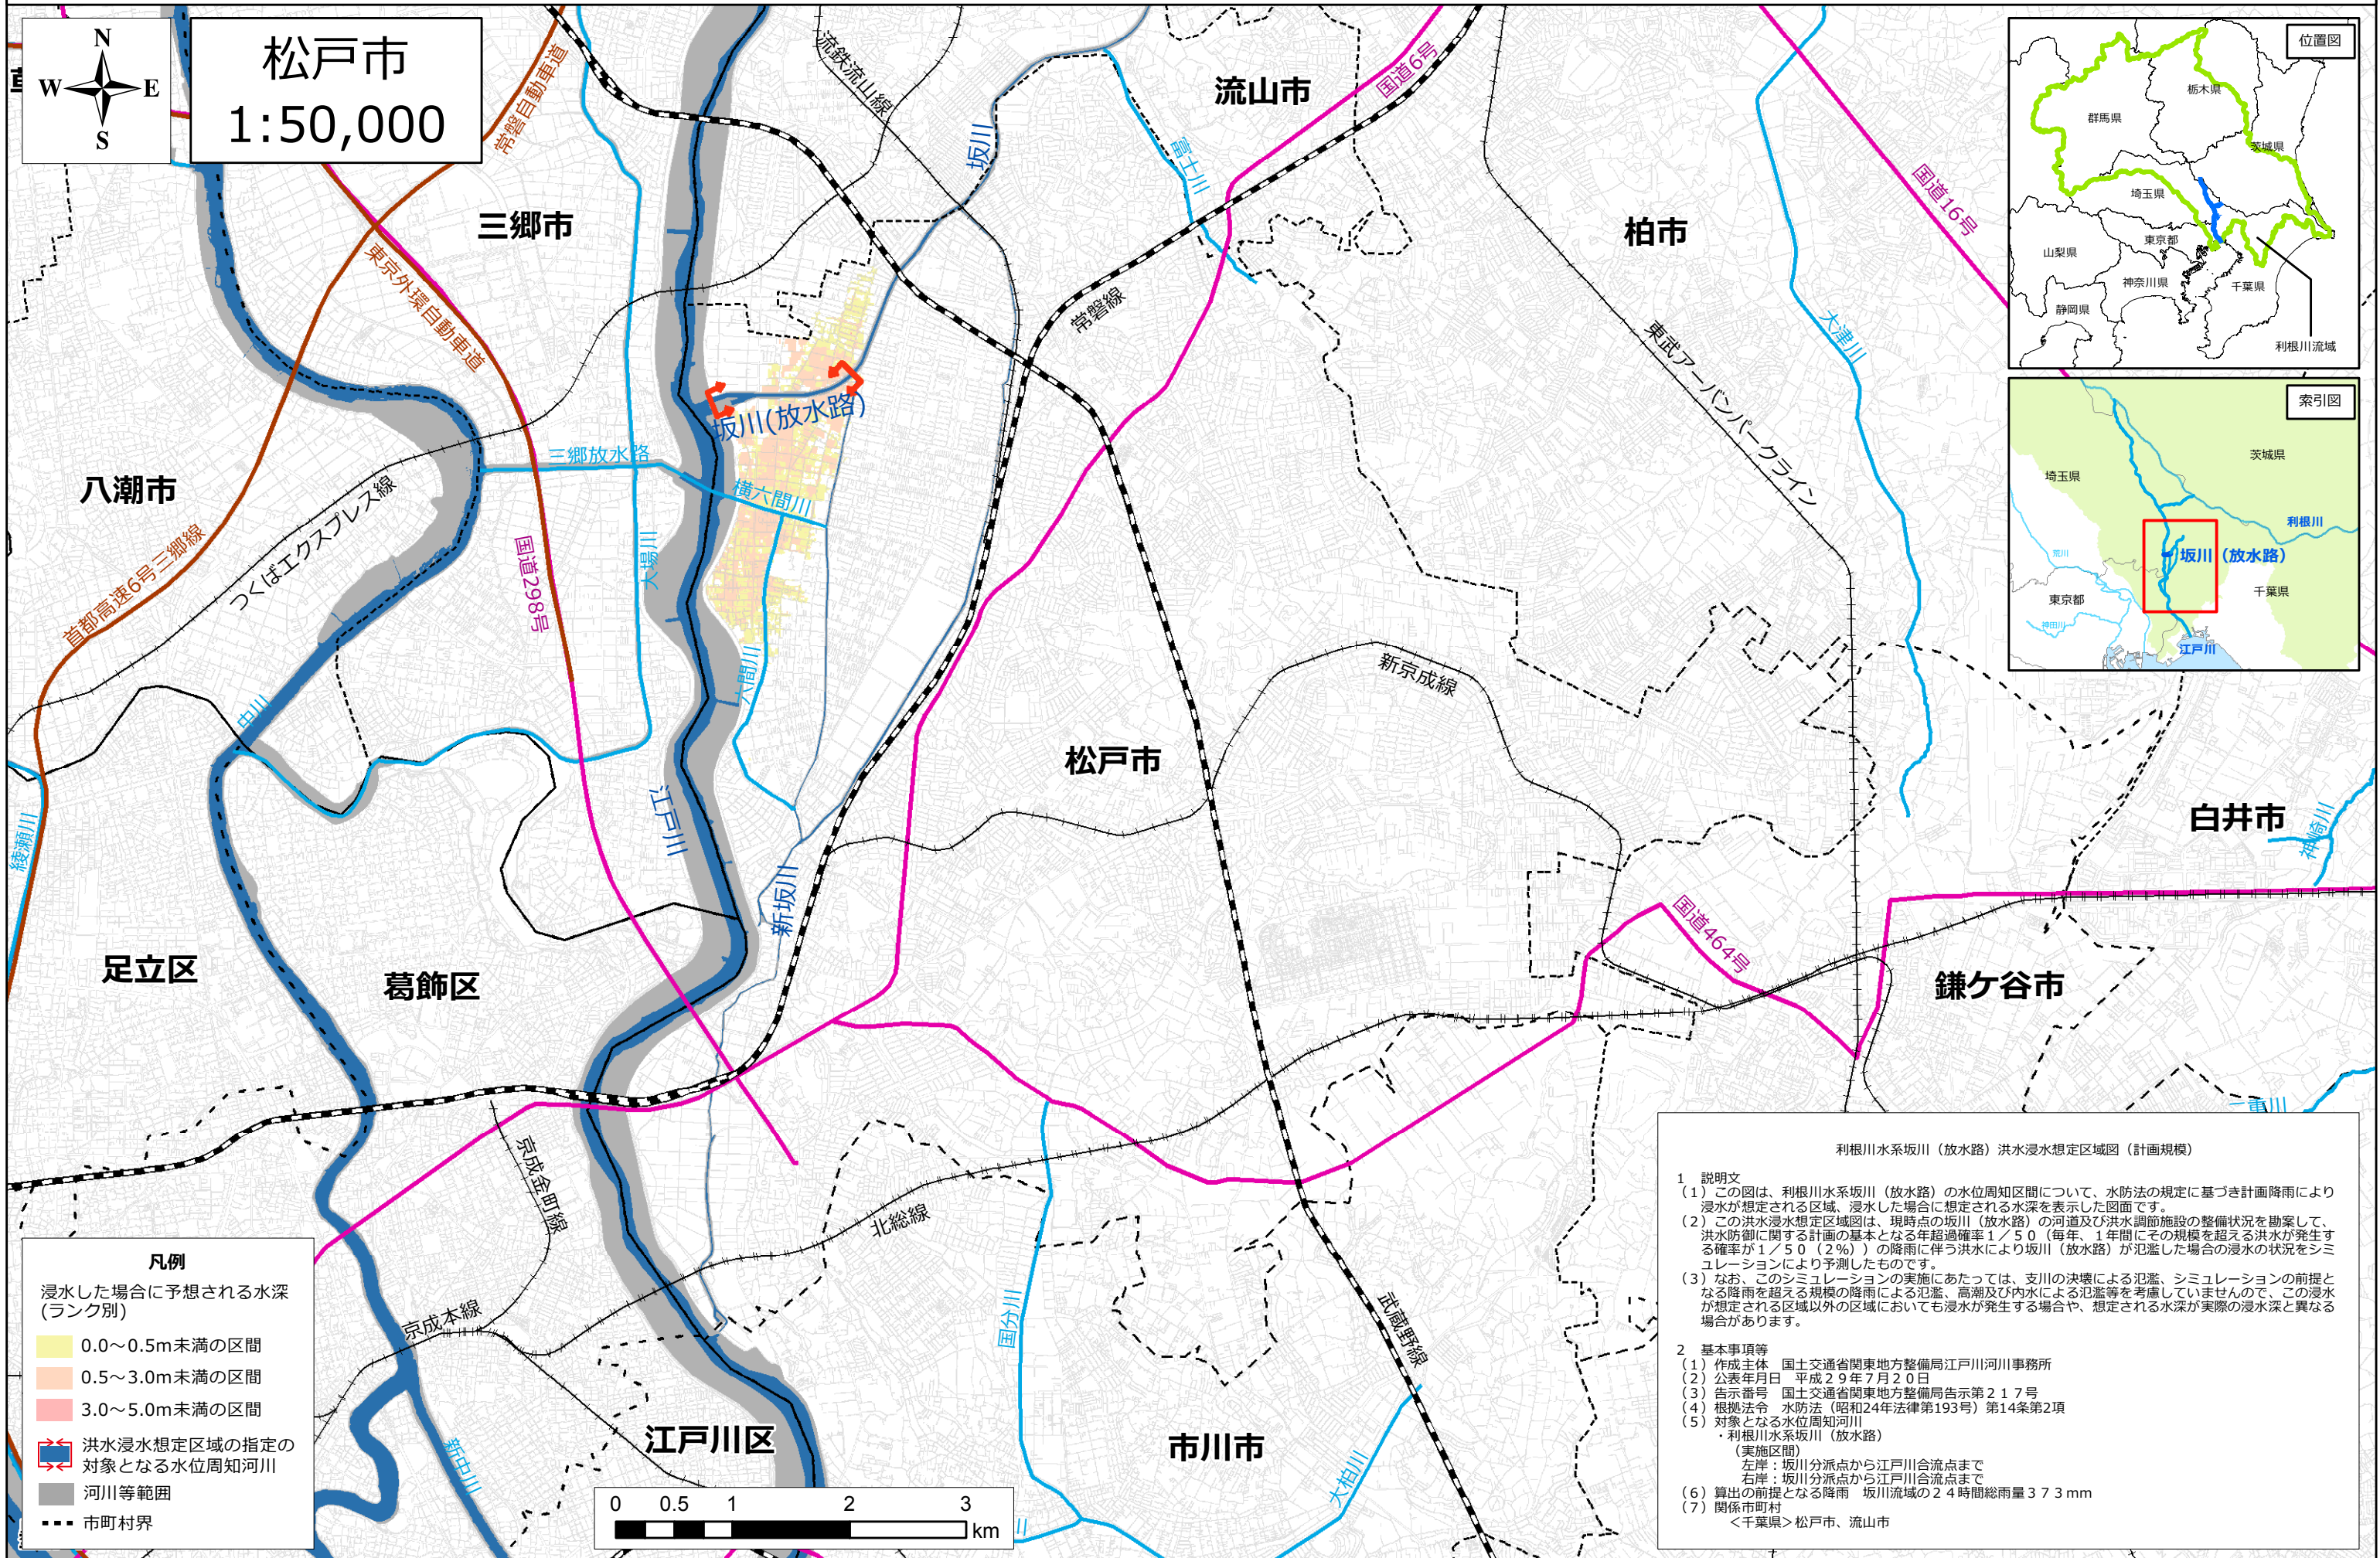 N
W E
S
松戸市
1:50,000
常磐自動車道
流鉄流山線
坂川
流山市
国道6号
富士川
国道16号
三郷市
柏市
東京外環自動車道
常磐線
大津川
東武アーバンパークライン
坂川(放水路)
三郷放水路
横六間川
八潮市
つくばエクスプレス線
首都高速6号三郷線
国道298号
大場川
六間川
新京成線
中川
松戸市
江戸川
新坂川
綾瀬川
白井市
神崎川
足立区
葛飾区
国道464号
鎌ケ谷市
二重川
京成金町線
北総線
京成本線
国分川
武蔵野線
江戸川区
市川市
大柏川
新中川
位置図
栃木県
群馬県
茨城県
埼玉県
東京都
山梨県
神奈川県
千葉県
静岡県
利根川流域
索引図
茨城県
埼玉県
利根川
荒川
坂川（放水路）
千葉県
東京都
神田川
江戸川
凡例
浸水した場合に予想される水深
(ランク別)
0.0～0.5m未満の区間
0.5～3.0m未満の区間
3.0～5.0m未満の区間
洪水浸水想定区域の指定の
対象となる水位周知河川
河川等範囲
市町村界
0 0.5 1 2 3
km
利根川水系坂川（放水路）洪水浸水想定区域図（計画規模）
1 説明文
（1）この図は、利根川水系坂川（放水路）の水位周知区間について、水防法の規定に基づき計画降雨により
浸水が想定される区域、浸水した場合に想定される水深を表示した図面です。
（2）この洪水浸水想定区域図は、現時点の坂川（放水路）の河道及び洪水調節施設の整備状況を勘案して、
洪水防御に関する計画の基本となる年超過確率１／５０（毎年、１年間にその規模を超える洪水が発生す
る確率が１／５０（２%））の降雨に伴う洪水により坂川（放水路）が氾濫した場合の浸水の状況をシミ
ュレーションにより予測したものです。
（3）なお、このシミュレーションの実施にあたっては、支川の決壊による氾濫、シミュレーションの前提と
なる降雨を超える規模の降雨による氾濫、高潮及び内水による氾濫等を考慮していませんので、この浸水
が想定される区域以外の区域においても浸水が発生する場合や、想定される水深が実際の浸水深と異なる
場合があります。
2 基本事項等
（1）作成主体 国土交通省関東地方整備局江戸川河川事務所
（2）公表年月日 平成２９年７月２０日
（3）告示番号 国土交通省関東地方整備局告示第２１７号
（4）根拠法令 水防法（昭和24年法律第193号）第14条第2項
（5）対象となる水位周知河川
・利根川水系坂川（放水路）
（実施区間）
左岸：坂川分派点から江戸川合流点まで
右岸：坂川分派点から江戸川合流点まで
（6）算出の前提となる降雨 坂川流域の２４時間総雨量３７３mm
（7）関係市町村
＜千葉県＞松戸市、流山市